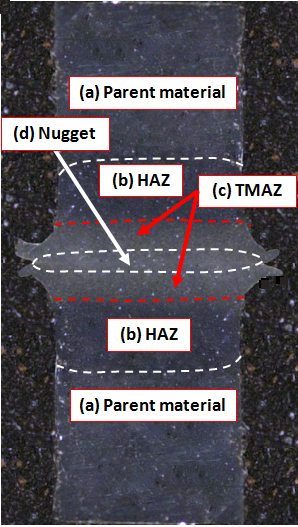 (a) Parent material
(d) Nugget
(b) HAZ
(c) TMAZ
(b) HAZ
(a) Parent material